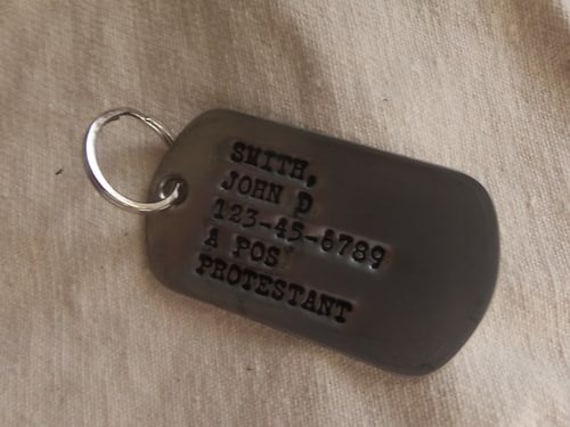 SMITH,
JOHN D
123-45-6789
A POS
PROTESTANT